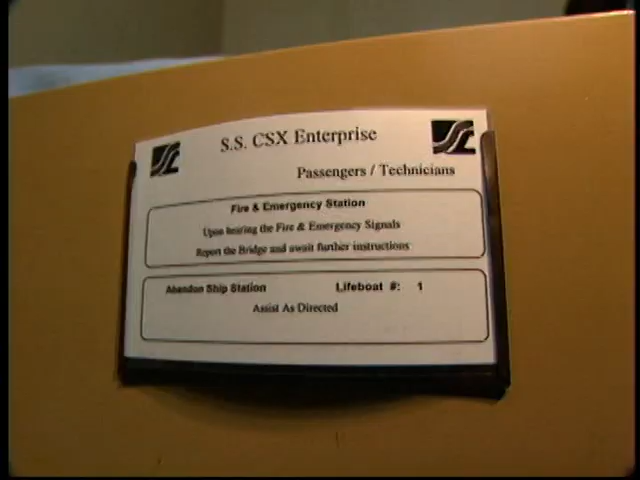 S.S. CSX Enterprise
Passengers / Technicians
Fire & Emergency Station
Upon hearing the Fire & Emergency Signals
Report the Bridge and await further instructions
Abandon Ship Station Lifeboat #: 1
Assist As Directed